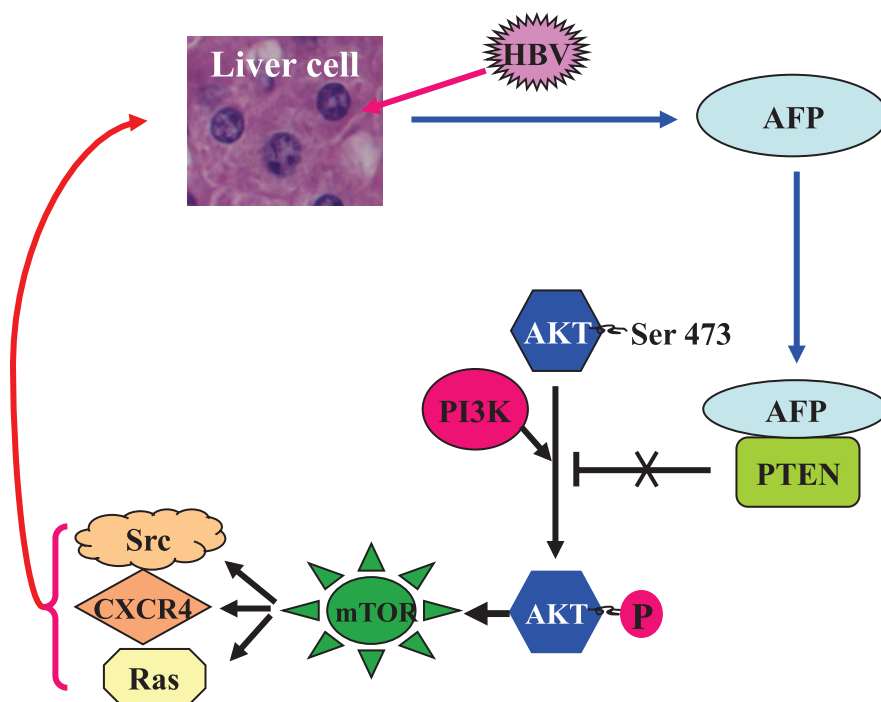 Liver cell
HBV
AFP
AKT
Ser 473
PI3K
AFP
PTEN
Src
CXCR4
Ras
mTOR
AKT
P